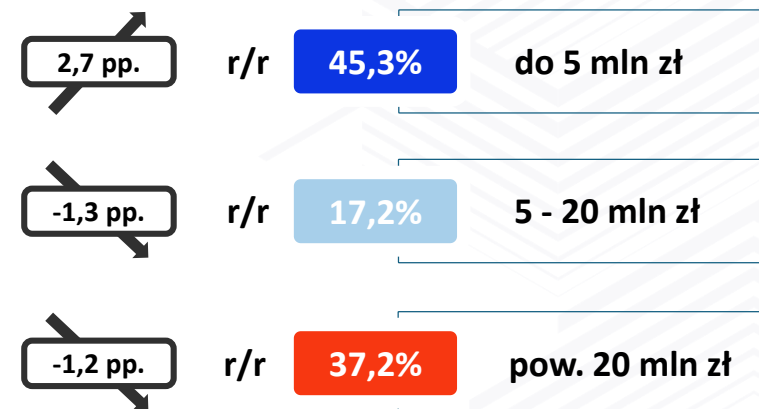 2,7 pp. r/r 45,3% do 5 mln zł
-1,3 pp. r/r 17,2% 5 - 20 mln zł
-1,2 pp. r/r 37,2% pow. 20 mln zł